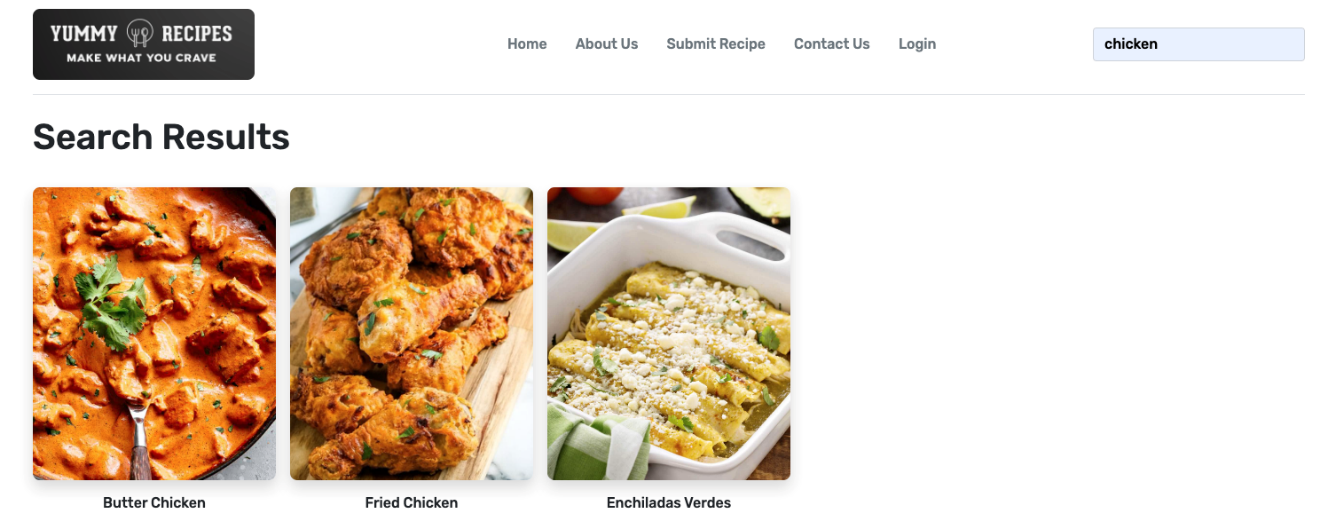 YUMMY RECIPES
MAKE WHAT YOU CRAVE
Home About Us Submit Recipe Contact Us Login
chicken
Search Results
Butter Chicken Fried Chicken Enchiladas Verdes